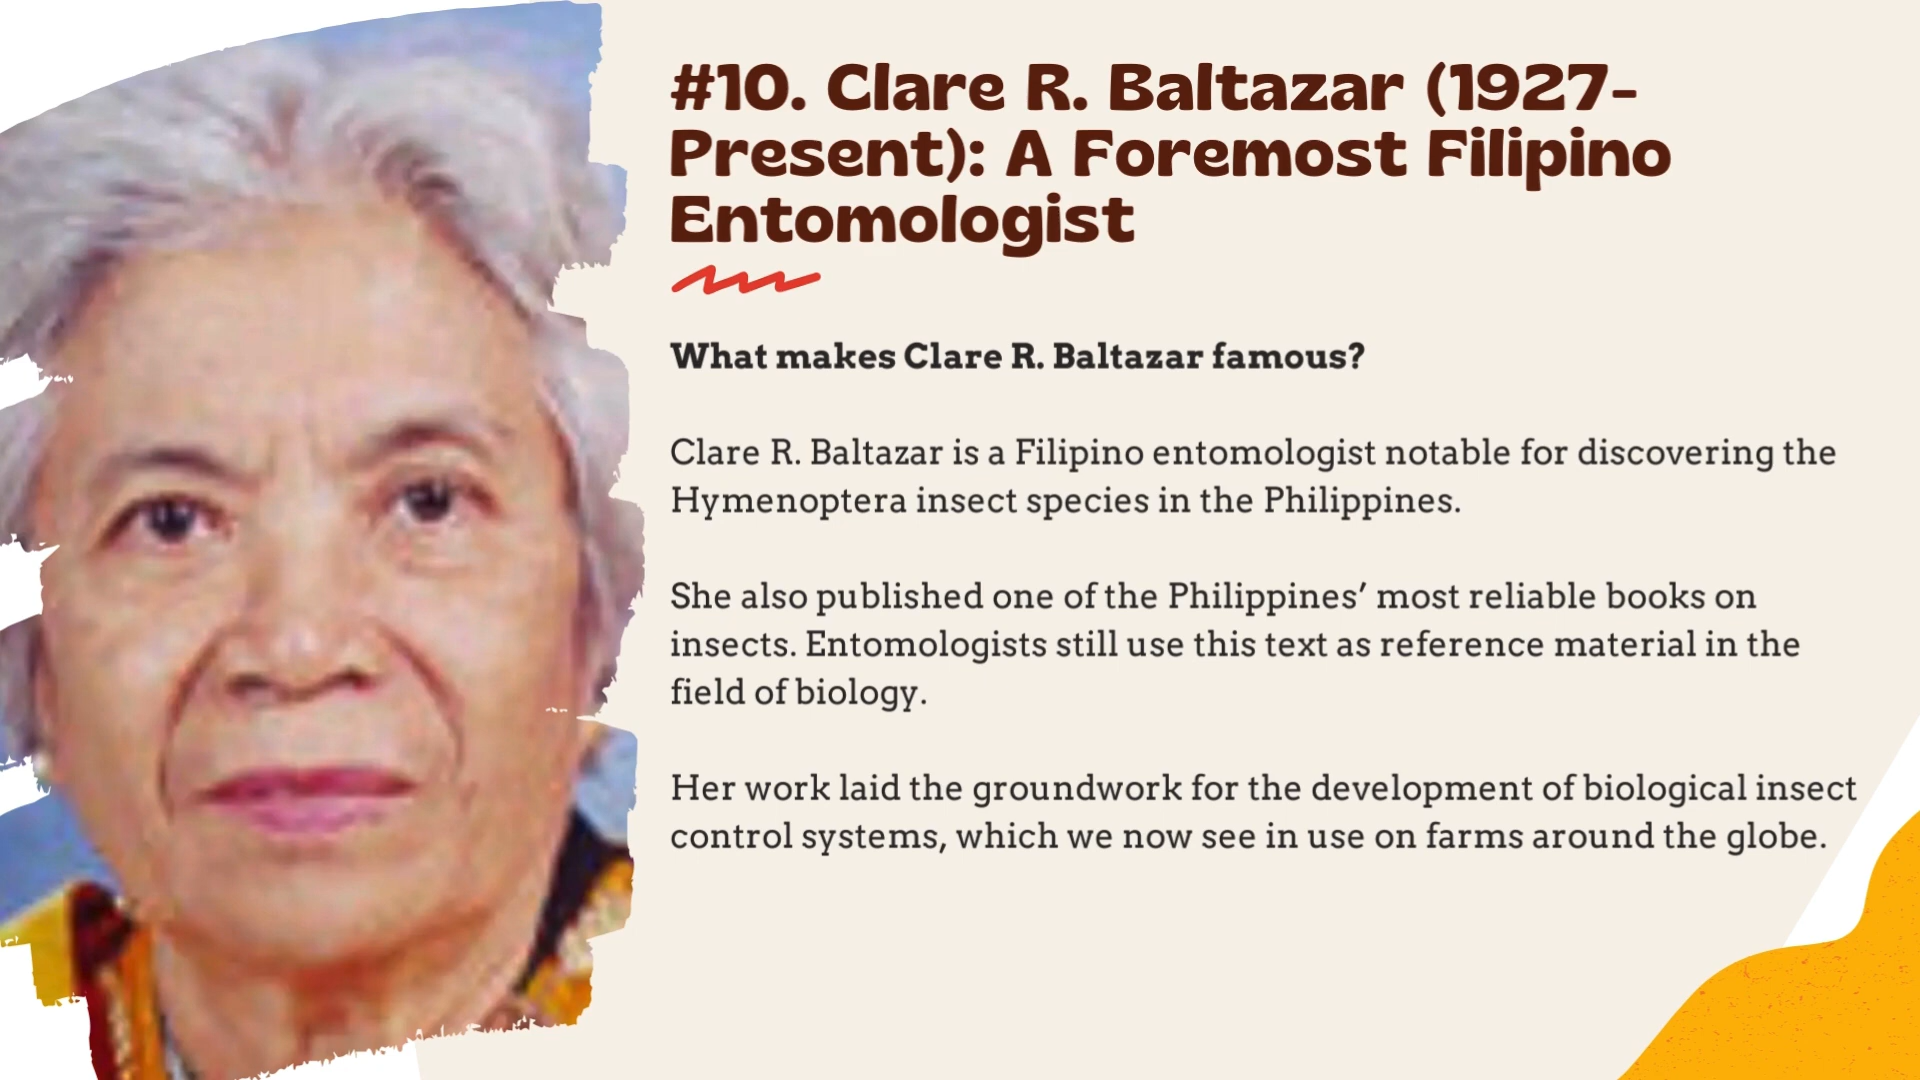 #10. Clare R. Baltazar (1927-
Present): A Foremost Filipino
Entomologist
What makes Clare R. Baltazar famous?
Clare R. Baltazar is a Filipino entomologist notable for discovering the
Hymenoptera insect species in the Philippines.
She also published one of the Philippines’ most reliable books on
insects. Entomologists still use this text as reference material in the
field of biology.
Her work laid the groundwork for the development of biological insect
control systems, which we now see in use on farms around the globe.